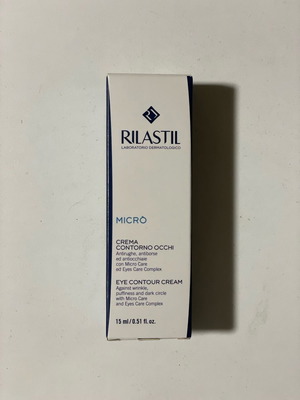 RILASTIL
LABORATORIO DERMATOLOGICO
MICRÒ
CREMA
CONTORNO OCCHI
Antirughe, antiborse
ed antiocchiaie
con Micro Care
ed Eyes Care Complex
EYE CONTOUR CREAM
Against wrinkle,
puffiness and dark circle
with Micro Care
and Eyes Care Complex
15 ml/0.51 fl.oz.